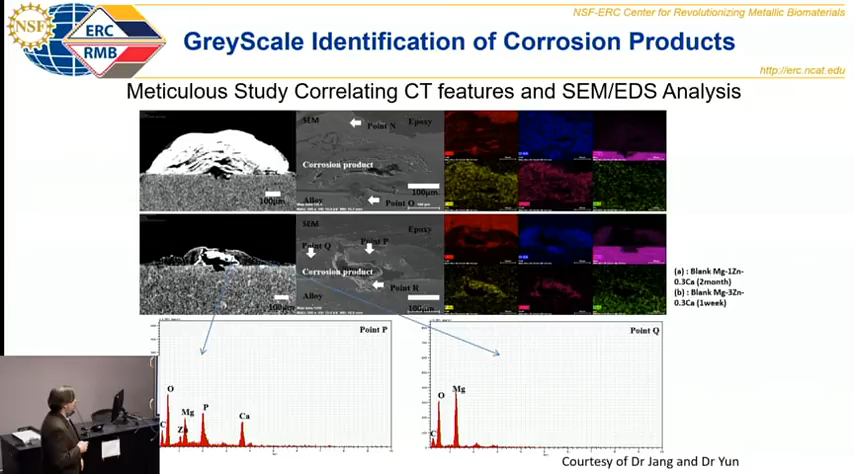 NSF-ERC Center for Revolutionizing Metallic Biomaterials
NSF
ERC
RMB
GreyScale Identification of Corrosion Products
http://erc.ncat.edu
Meticulous Study Correlating CT features and SEM/EDS Analysis
SEM
Point N
Epoxy
Corrosion product
100μm
100μm
Alloy
Point O
SEM
Point Q
Point P
Epoxy
Corrosion product
Point R
Alloy
100μm
(a) : Blank Mg-1Zn-
0.3Ca (2month)
(b) : Blank Mg-3Zn-
0.3Ca (1week)
Point P
O
Mg
P
Ca
C
Point Q
O
Mg
C
Courtesy of Dr Jang and Dr Yun